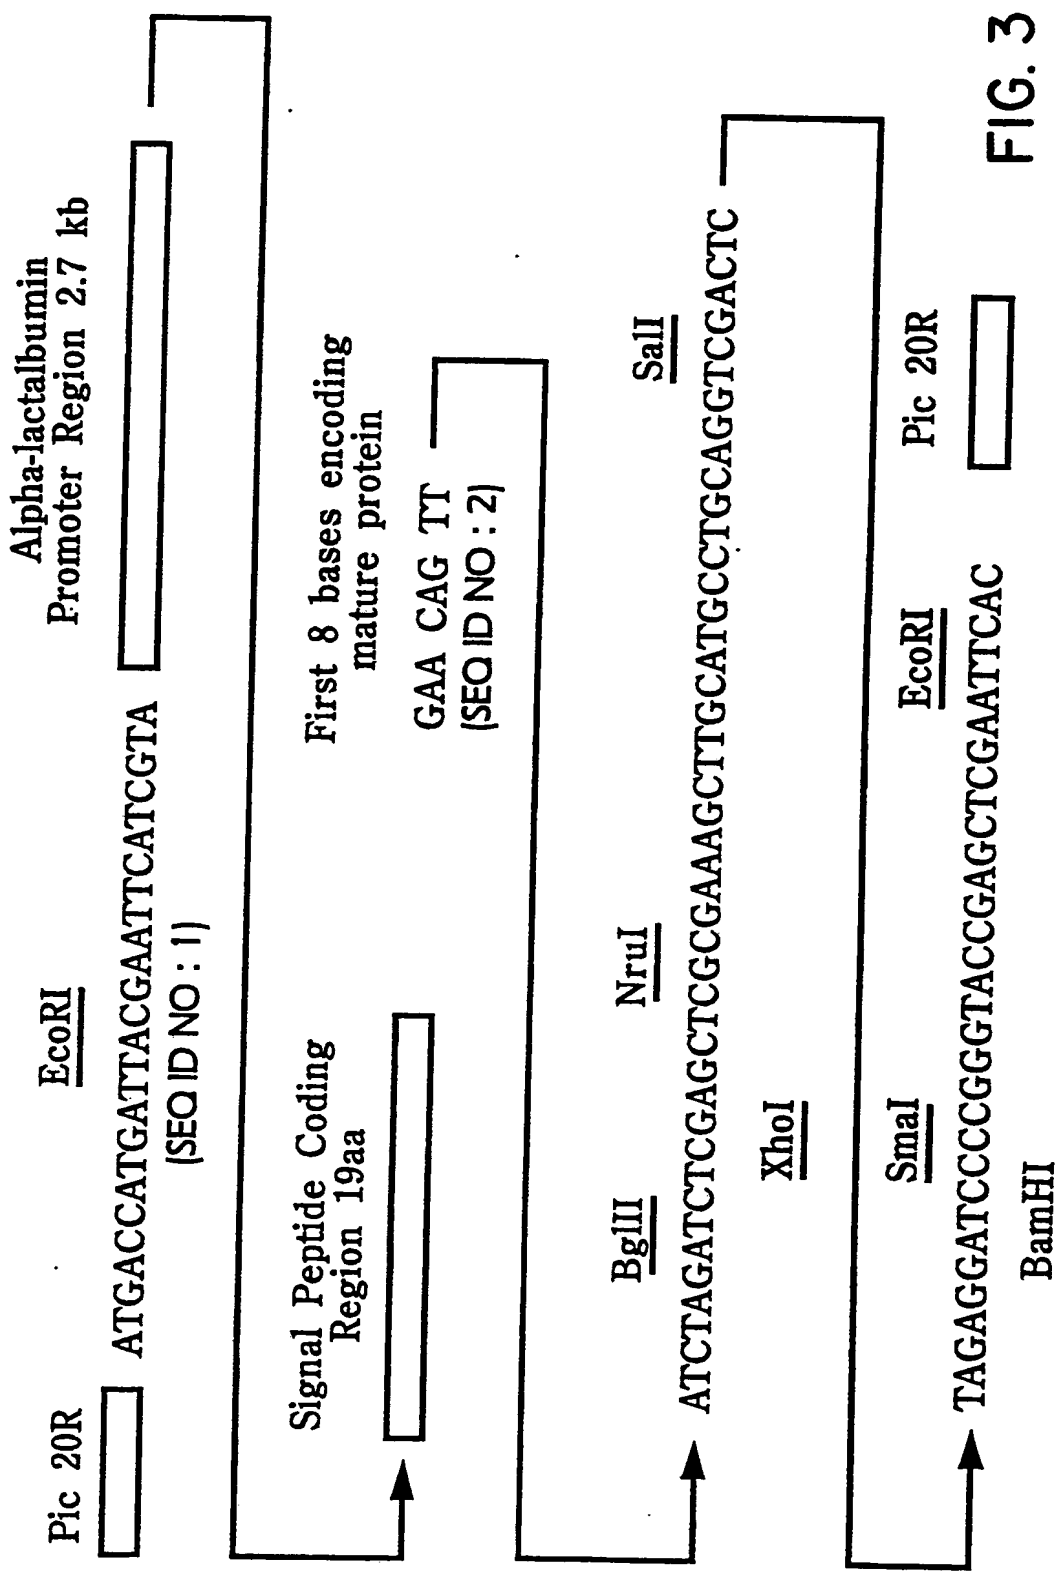 Pic 20R
EcoRI
Alpha-lactalbumin
Promoter Region 2.7 kb
ATGACCATGATTACGAATTCATCGTA
(SEQ ID NO : 1)
Signal Peptide Coding
Region 19aa
First 8 bases encoding
mature protein
GAA CAG TT
(SEQ ID NO : 2)
BglII
NruI
SalI
ATCTAGATCTCGAGCTCGCGAAAGCTTGCATGCCTGCAGGTCGACTC
XhoI
SmaI
EcoRI
Pic 20R
TAGAGGATCCCCGGGTACCGAGCTCGAATTCAC
BamHI
FIG. 3